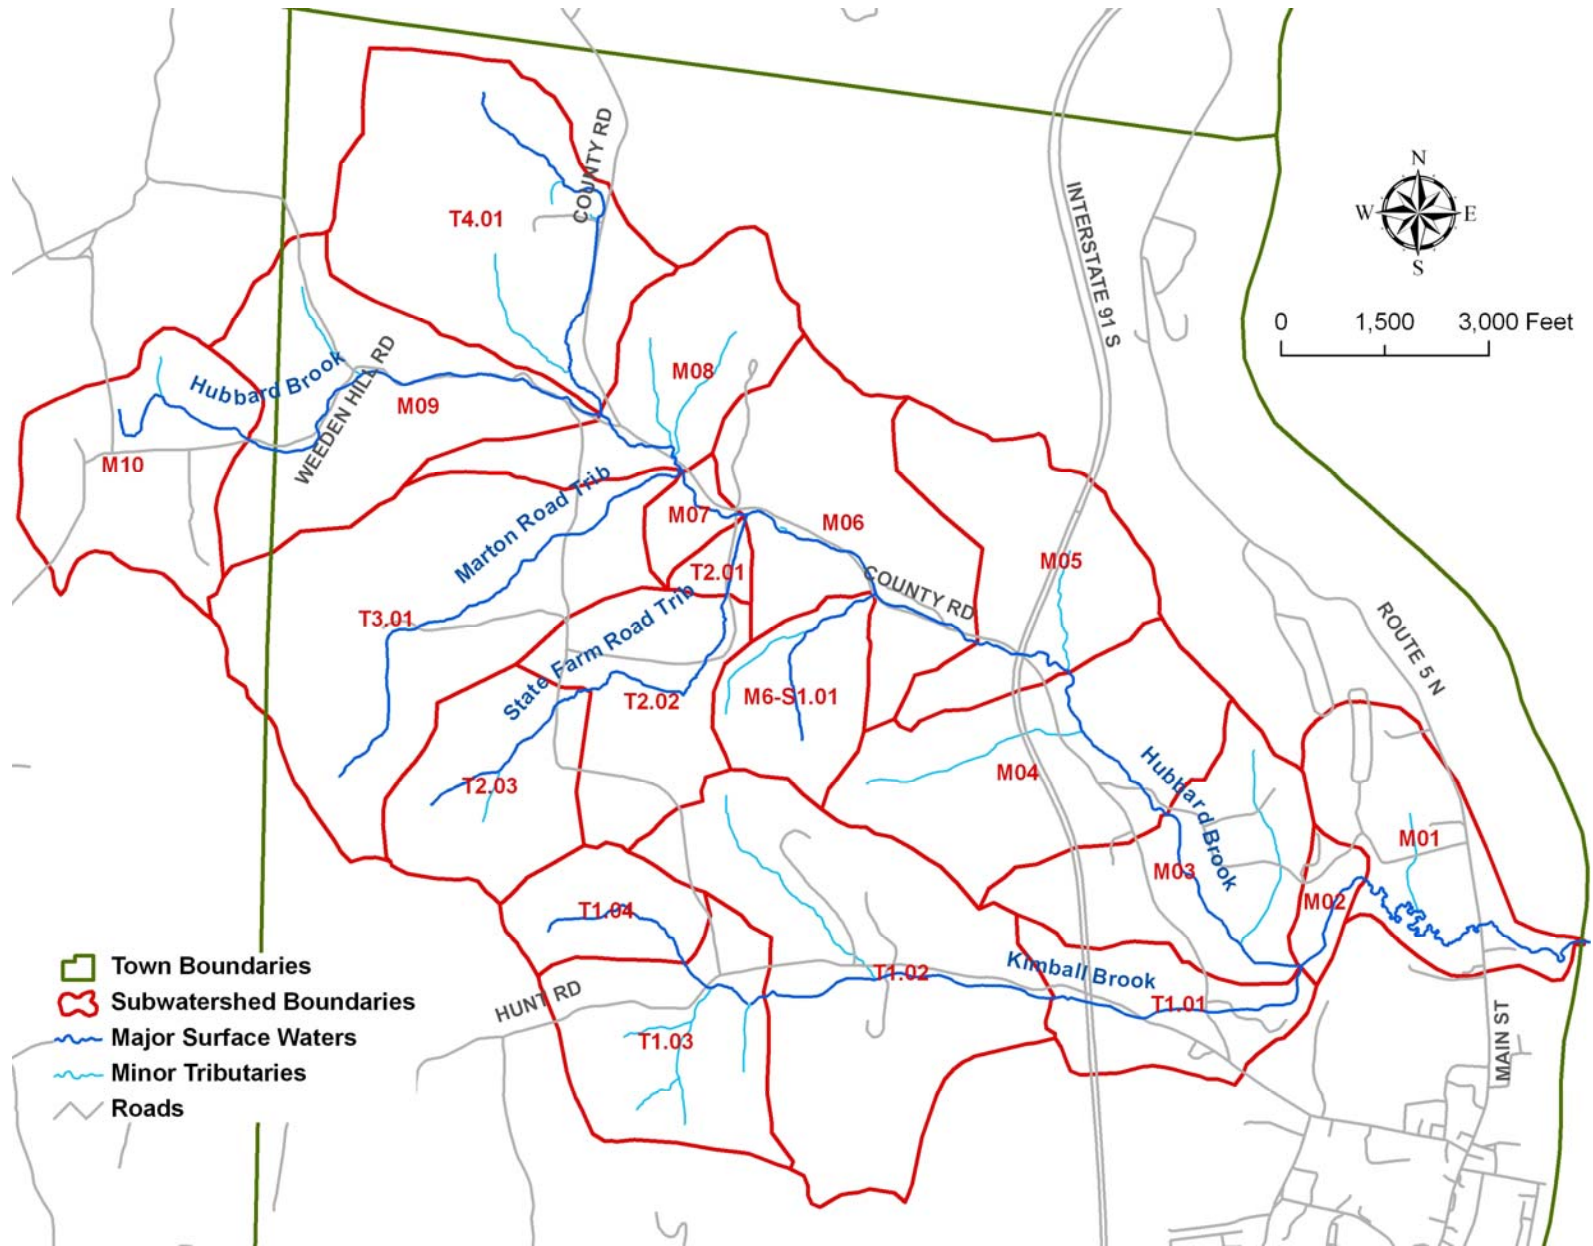 COUNTY RD
N
W
E
S
INTERSTATE 91 S
T4.01
0
1,500
3,000 Feet
M08
WEEDEN HILL RD
Hubbard Brook
M09
M10
Marton Road Trib
M07
M06
M05
T2.01
COUNTY RD
T3.01
State Farm Road Trib
ROUTE 5 N
T2.02
M6-S1.01
T2.03
M04
Hubbard Brook
M01
M03
M02
T1.04
Kimball Brook
T1.02
T1.01
HUNT RD
T1.03
MAIN ST
Town Boundaries
Subwatershed Boundaries
Major Surface Waters
Minor Tributaries
Roads